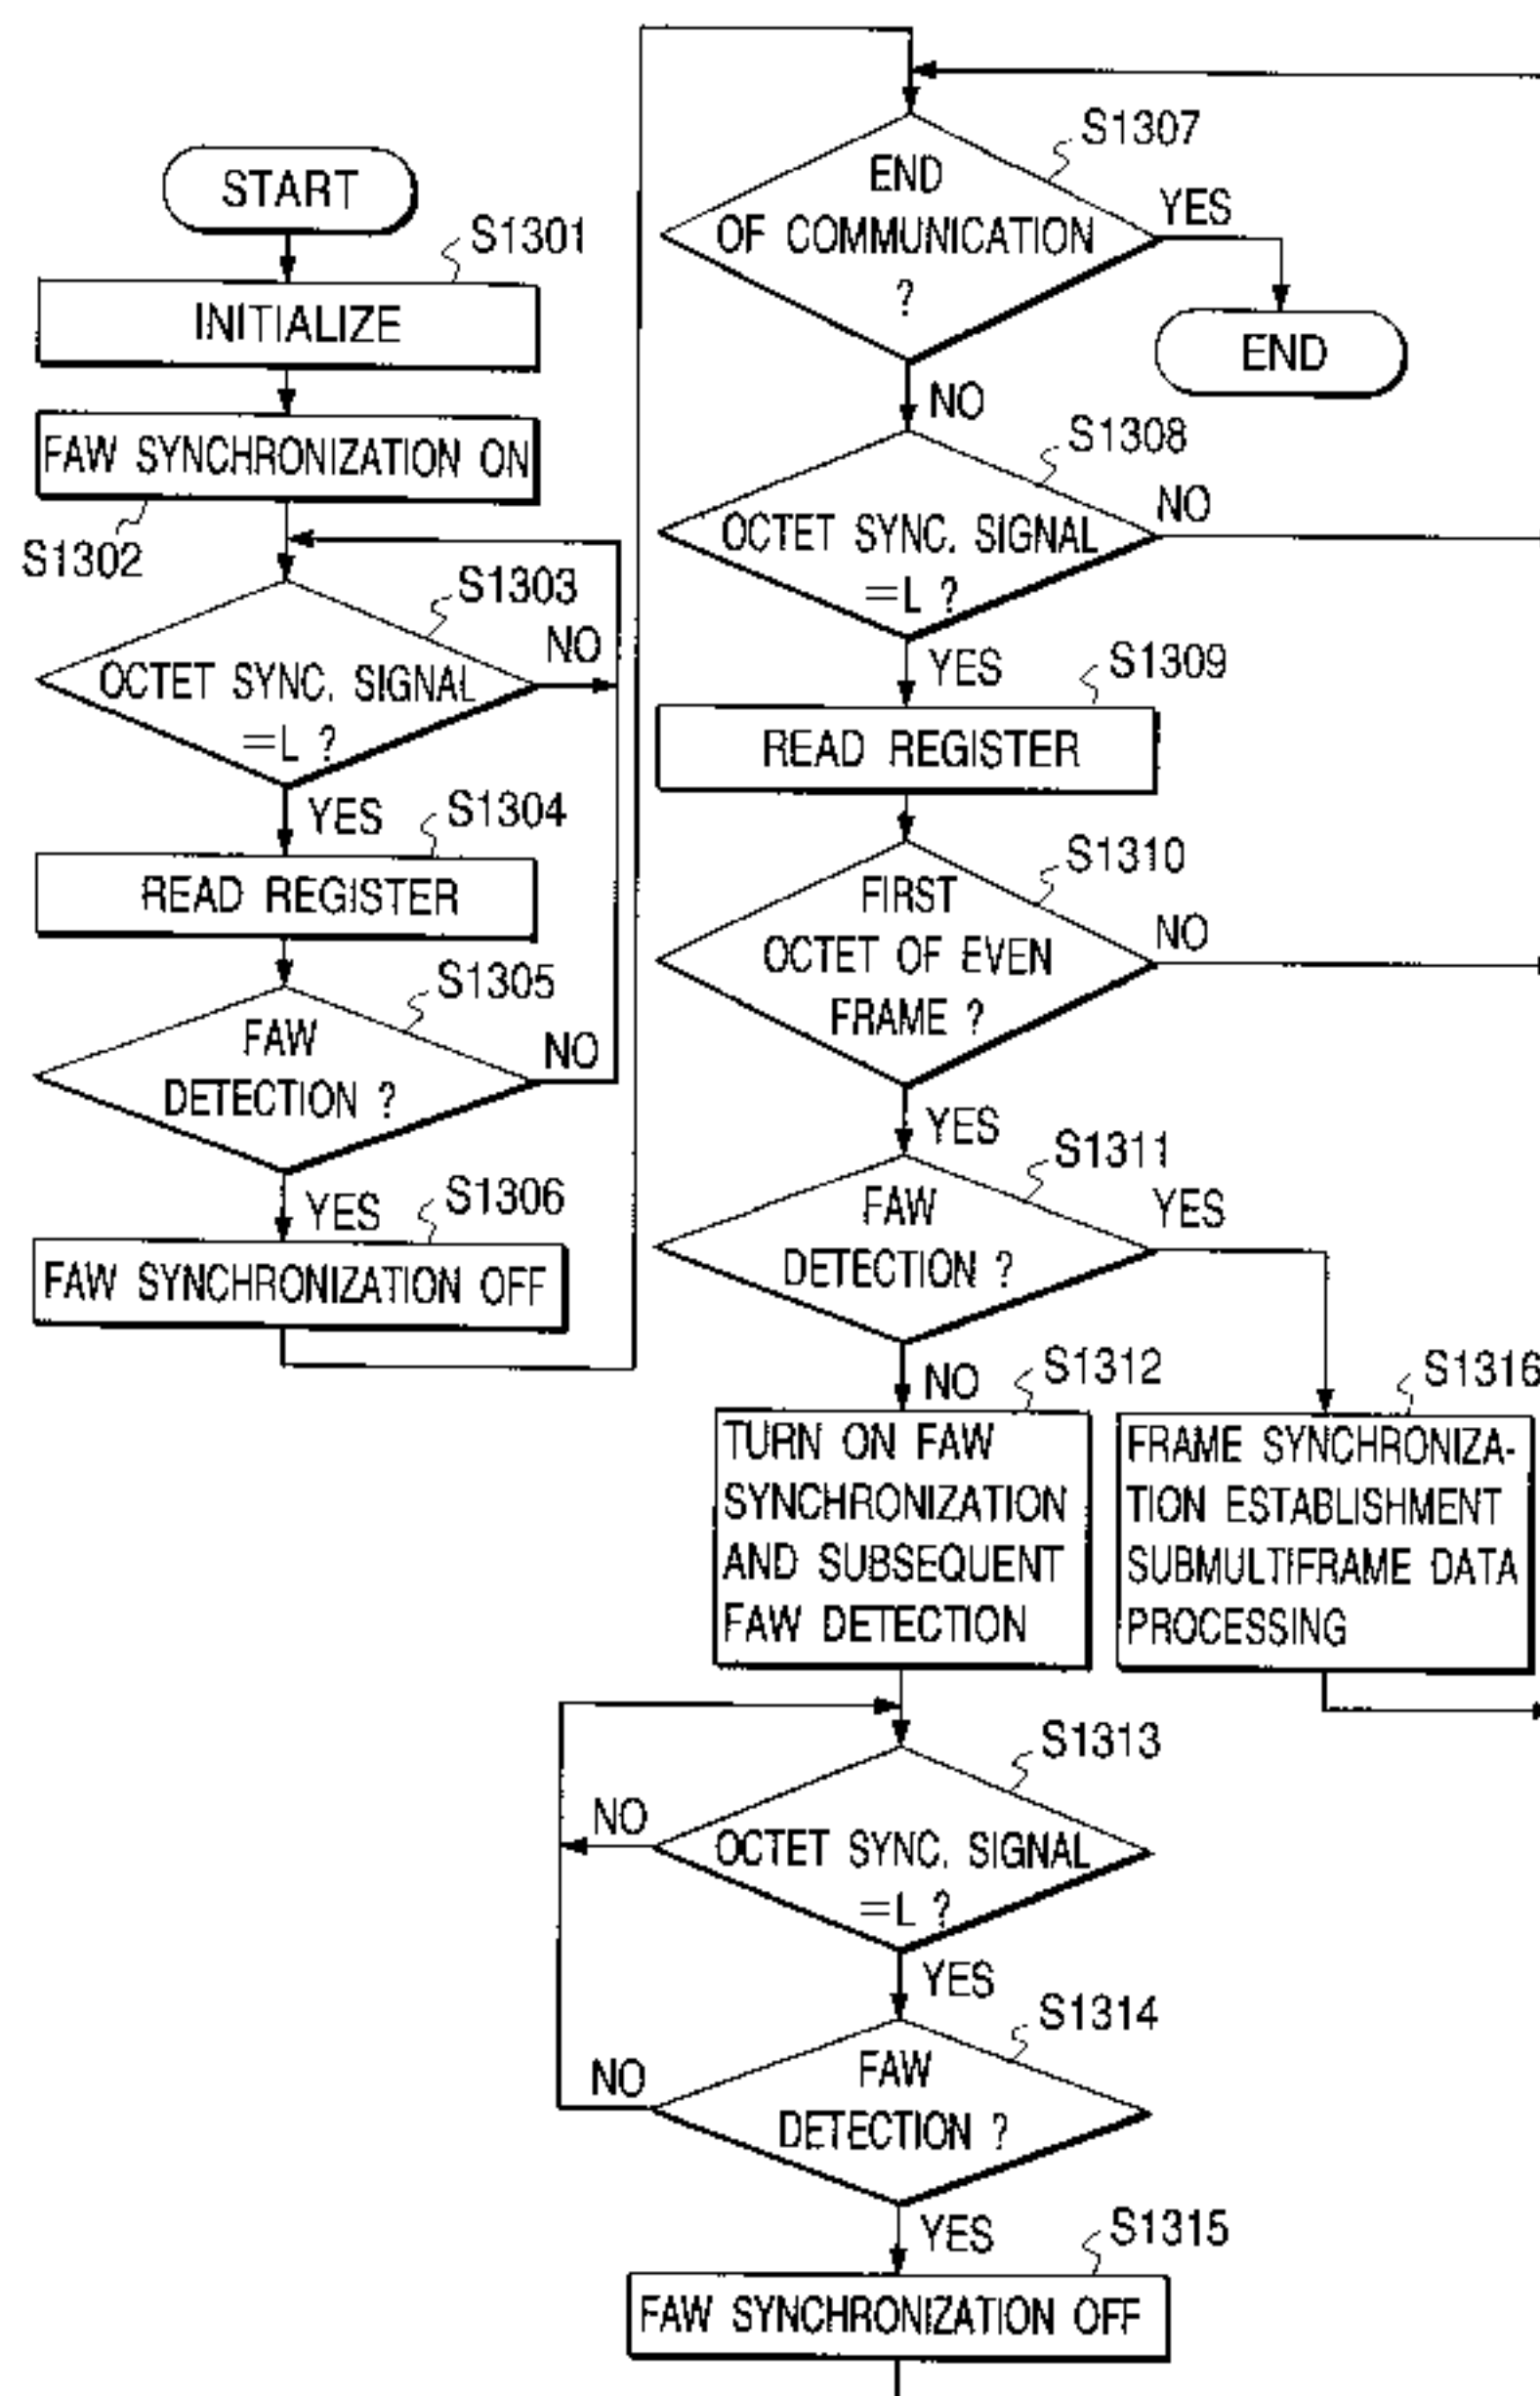 START
S1301
INITIALIZE
FAW SYNCHRONIZATION ON
S1302
S1303
OCTET SYNC. SIGNAL
=L ?
NO
YES
S1304
READ REGISTER
S1305
FAW
DETECTION ?
NO
YES
S1306
FAW SYNCHRONIZATION OFF
S1307
END
OF COMMUNICATION
?
YES
END
NO
S1308
OCTET SYNC. SIGNAL
=L ?
NO
YES
S1309
READ REGISTER
S1310
FIRST
OCTET OF EVEN
FRAME ?
NO
YES
S1311
FAW
DETECTION ?
YES
NO
S1312
TURN ON FAW
SYNCHRONIZATION
AND SUBSEQUENT
FAW DETECTION
S1316
FRAME SYNCHRONIZA-
TION ESTABLISHMENT
SUBMULTIFRAME DATA
PROCESSING
S1313
OCTET SYNC. SIGNAL
=L ?
NO
YES
S1314
FAW
DETECTION ?
NO
YES
S1315
FAW SYNCHRONIZATION OFF